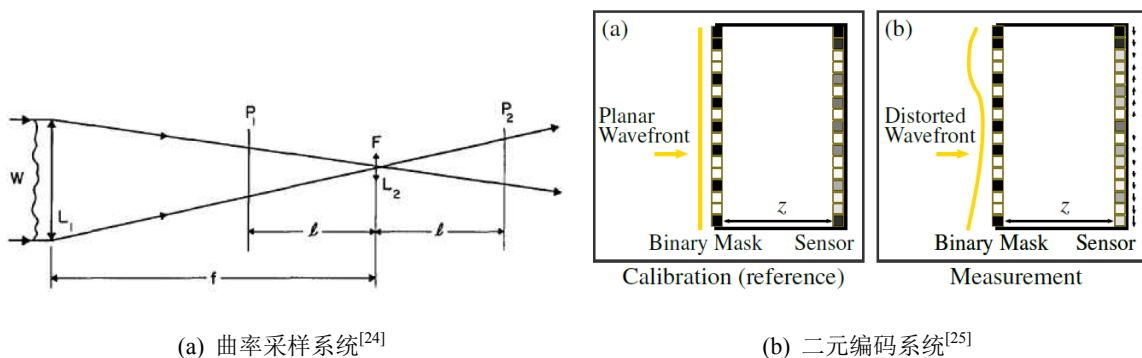 W
L₁
P₁
F
L₂
P₂
ℓ
ℓ
f
(a)
Planar
Wavefront
z
Binary Mask
Sensor
Calibration (reference)
(b)
Distorted
Wavefront
z
Binary Mask
Sensor
Measurement
(a) 曲率采样系统[24]
(b) 二元编码系统[25]